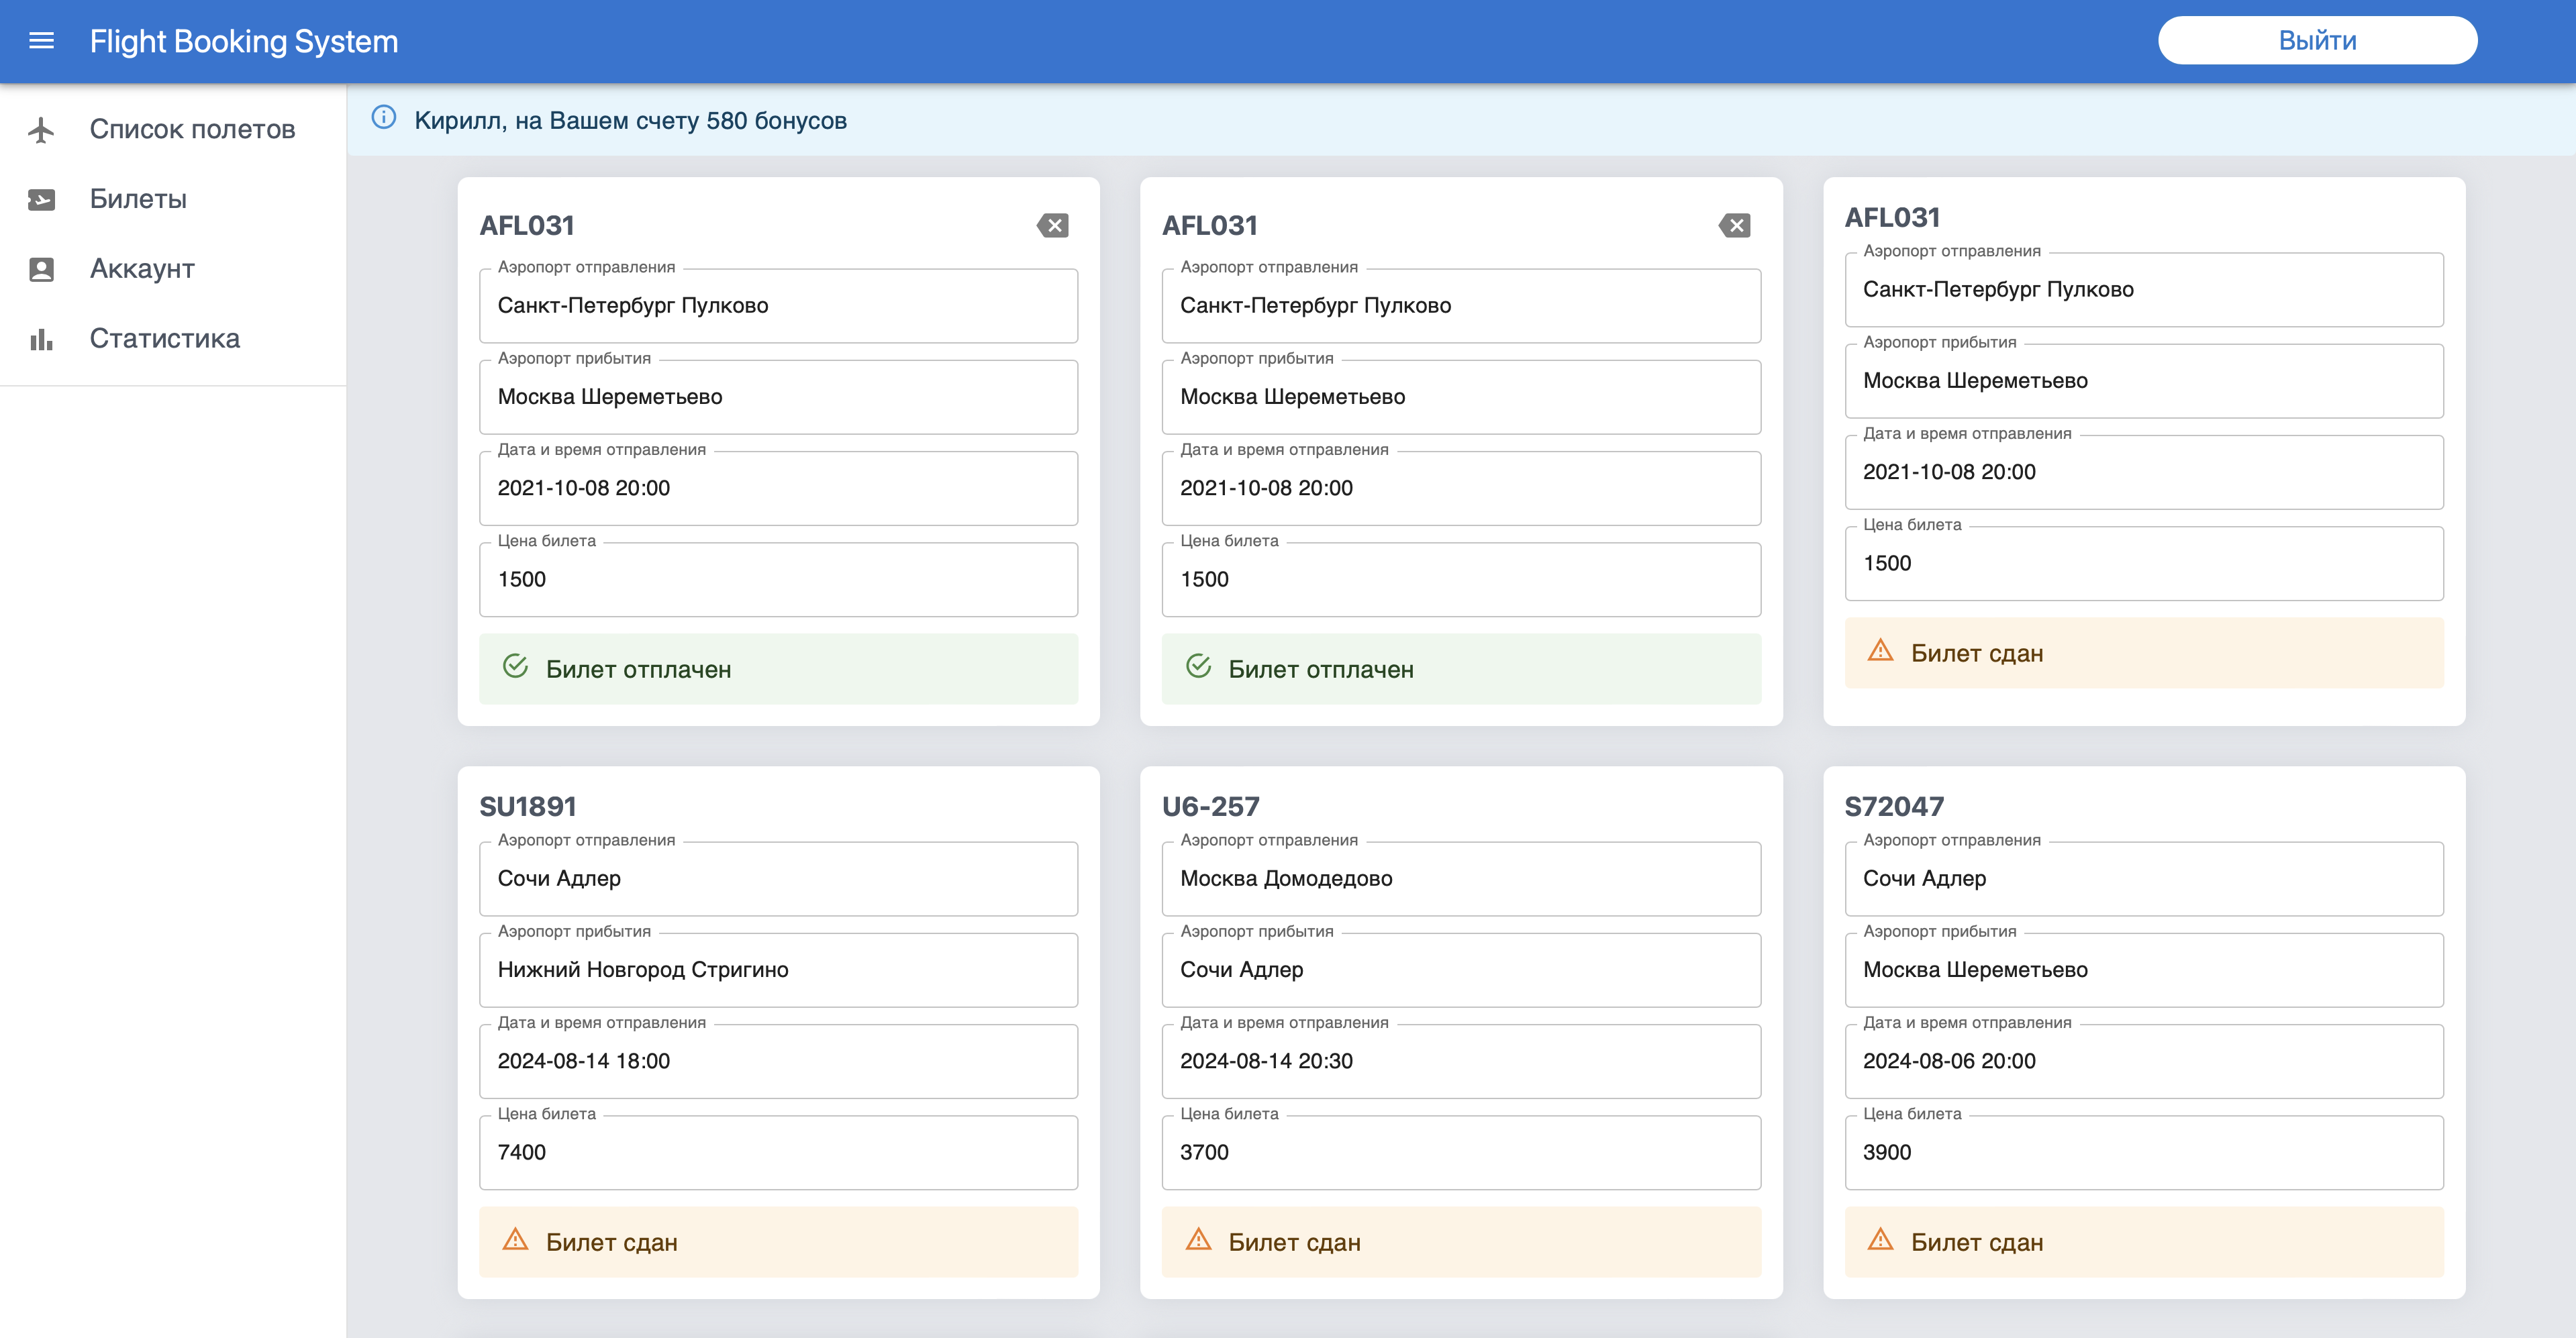 Flight Booking System
Выйти
Список полетов
Билеты
Аккаунт
Статистика
Кирилл, на Вашем счету 580 бонусов
AFL031
Аэропорт отправления
Санкт-Петербург Пулково
Аэропорт прибытия
Москва Шереметьево
Дата и время отправления
2021-10-08 20:00
Цена билета
1500
Билет отплачен
AFL031
Аэропорт отправления
Санкт-Петербург Пулково
Аэропорт прибытия
Москва Шереметьево
Дата и время отправления
2021-10-08 20:00
Цена билета
1500
Билет отплачен
AFL031
Аэропорт отправления
Санкт-Петербург Пулково
Аэропорт прибытия
Москва Шереметьево
Дата и время отправления
2021-10-08 20:00
Цена билета
1500
Билет сдан
SU1891
Аэропорт отправления
Сочи Адлер
Аэропорт прибытия
Нижний Новгород Стригино
Дата и время отправления
2024-08-14 18:00
Цена билета
7400
Билет сдан
U6-257
Аэропорт отправления
Москва Домодедово
Аэропорт прибытия
Сочи Адлер
Дата и время отправления
2024-08-14 20:30
Цена билета
3700
Билет сдан
S72047
Аэропорт отправления
Сочи Адлер
Аэропорт прибытия
Москва Шереметьево
Дата и время отправления
2024-08-06 20:00
Цена билета
3900
Билет сдан